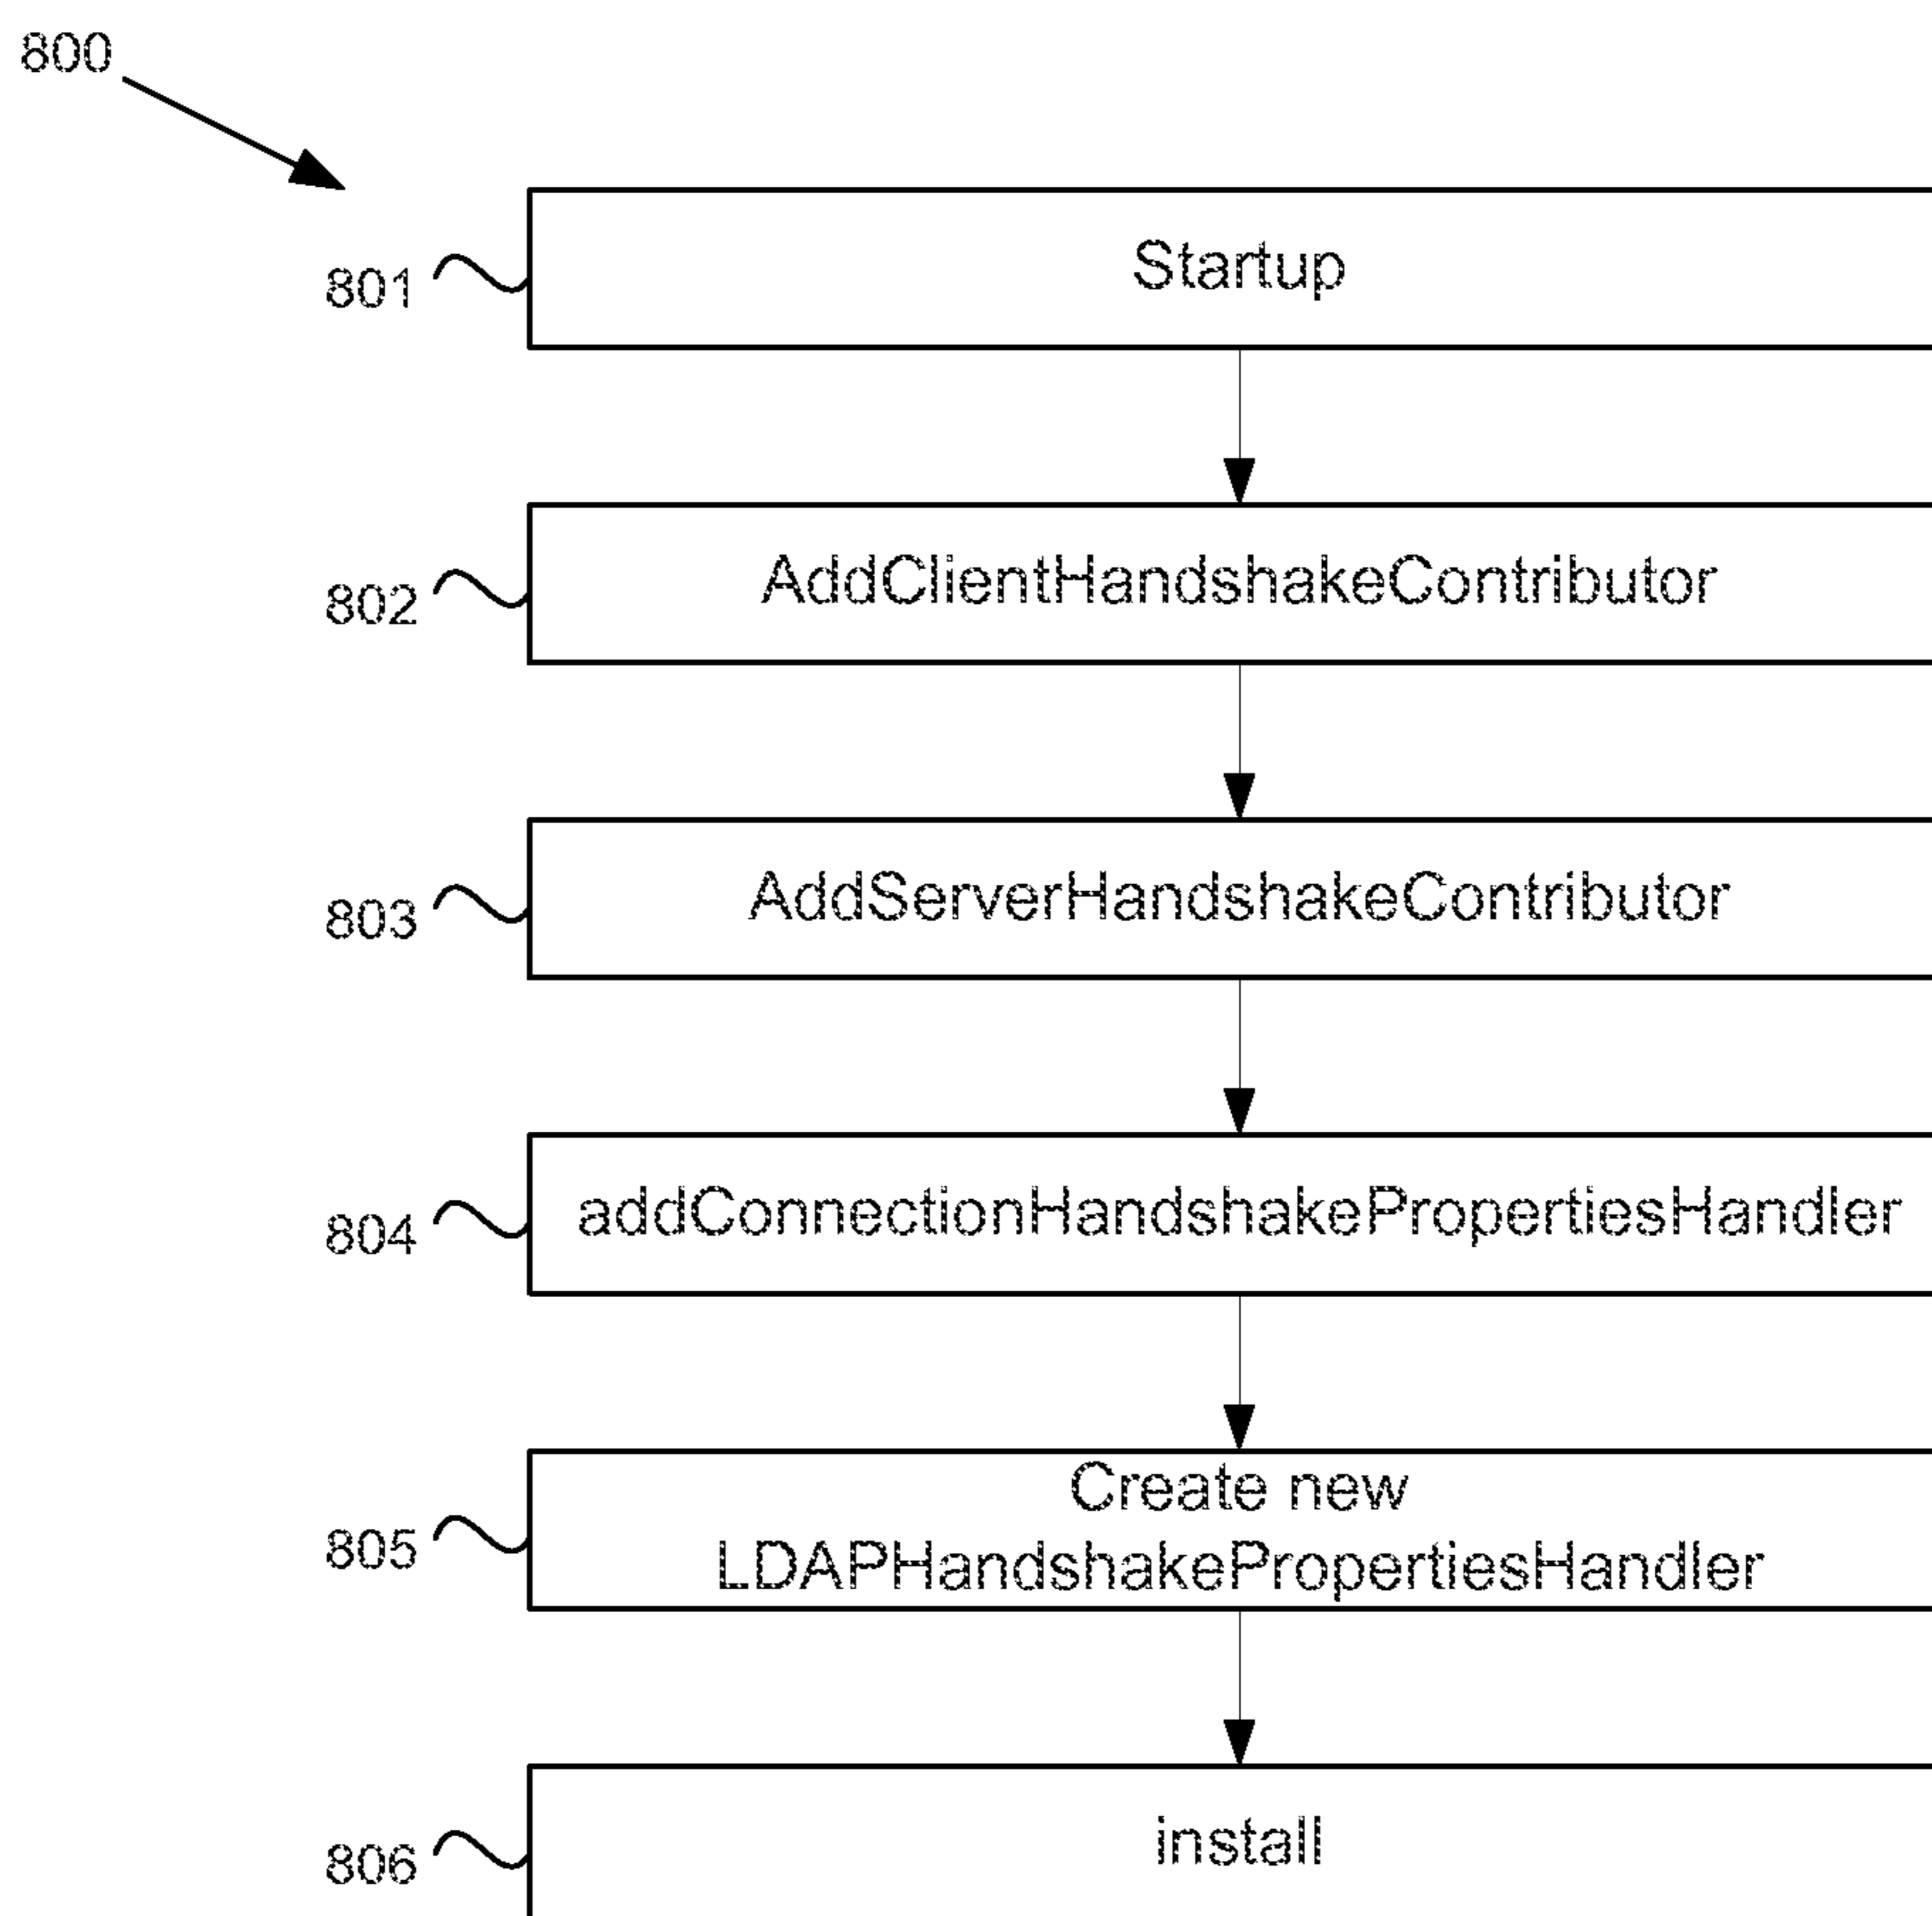 800
801
Startup
802
AddClientHandshakeContributor
803
AddServerHandshakeContributor
804
addConnectionHandshakePropertiesHandler
805
Create new
LDAPHandshakePropertiesHandler
806
install